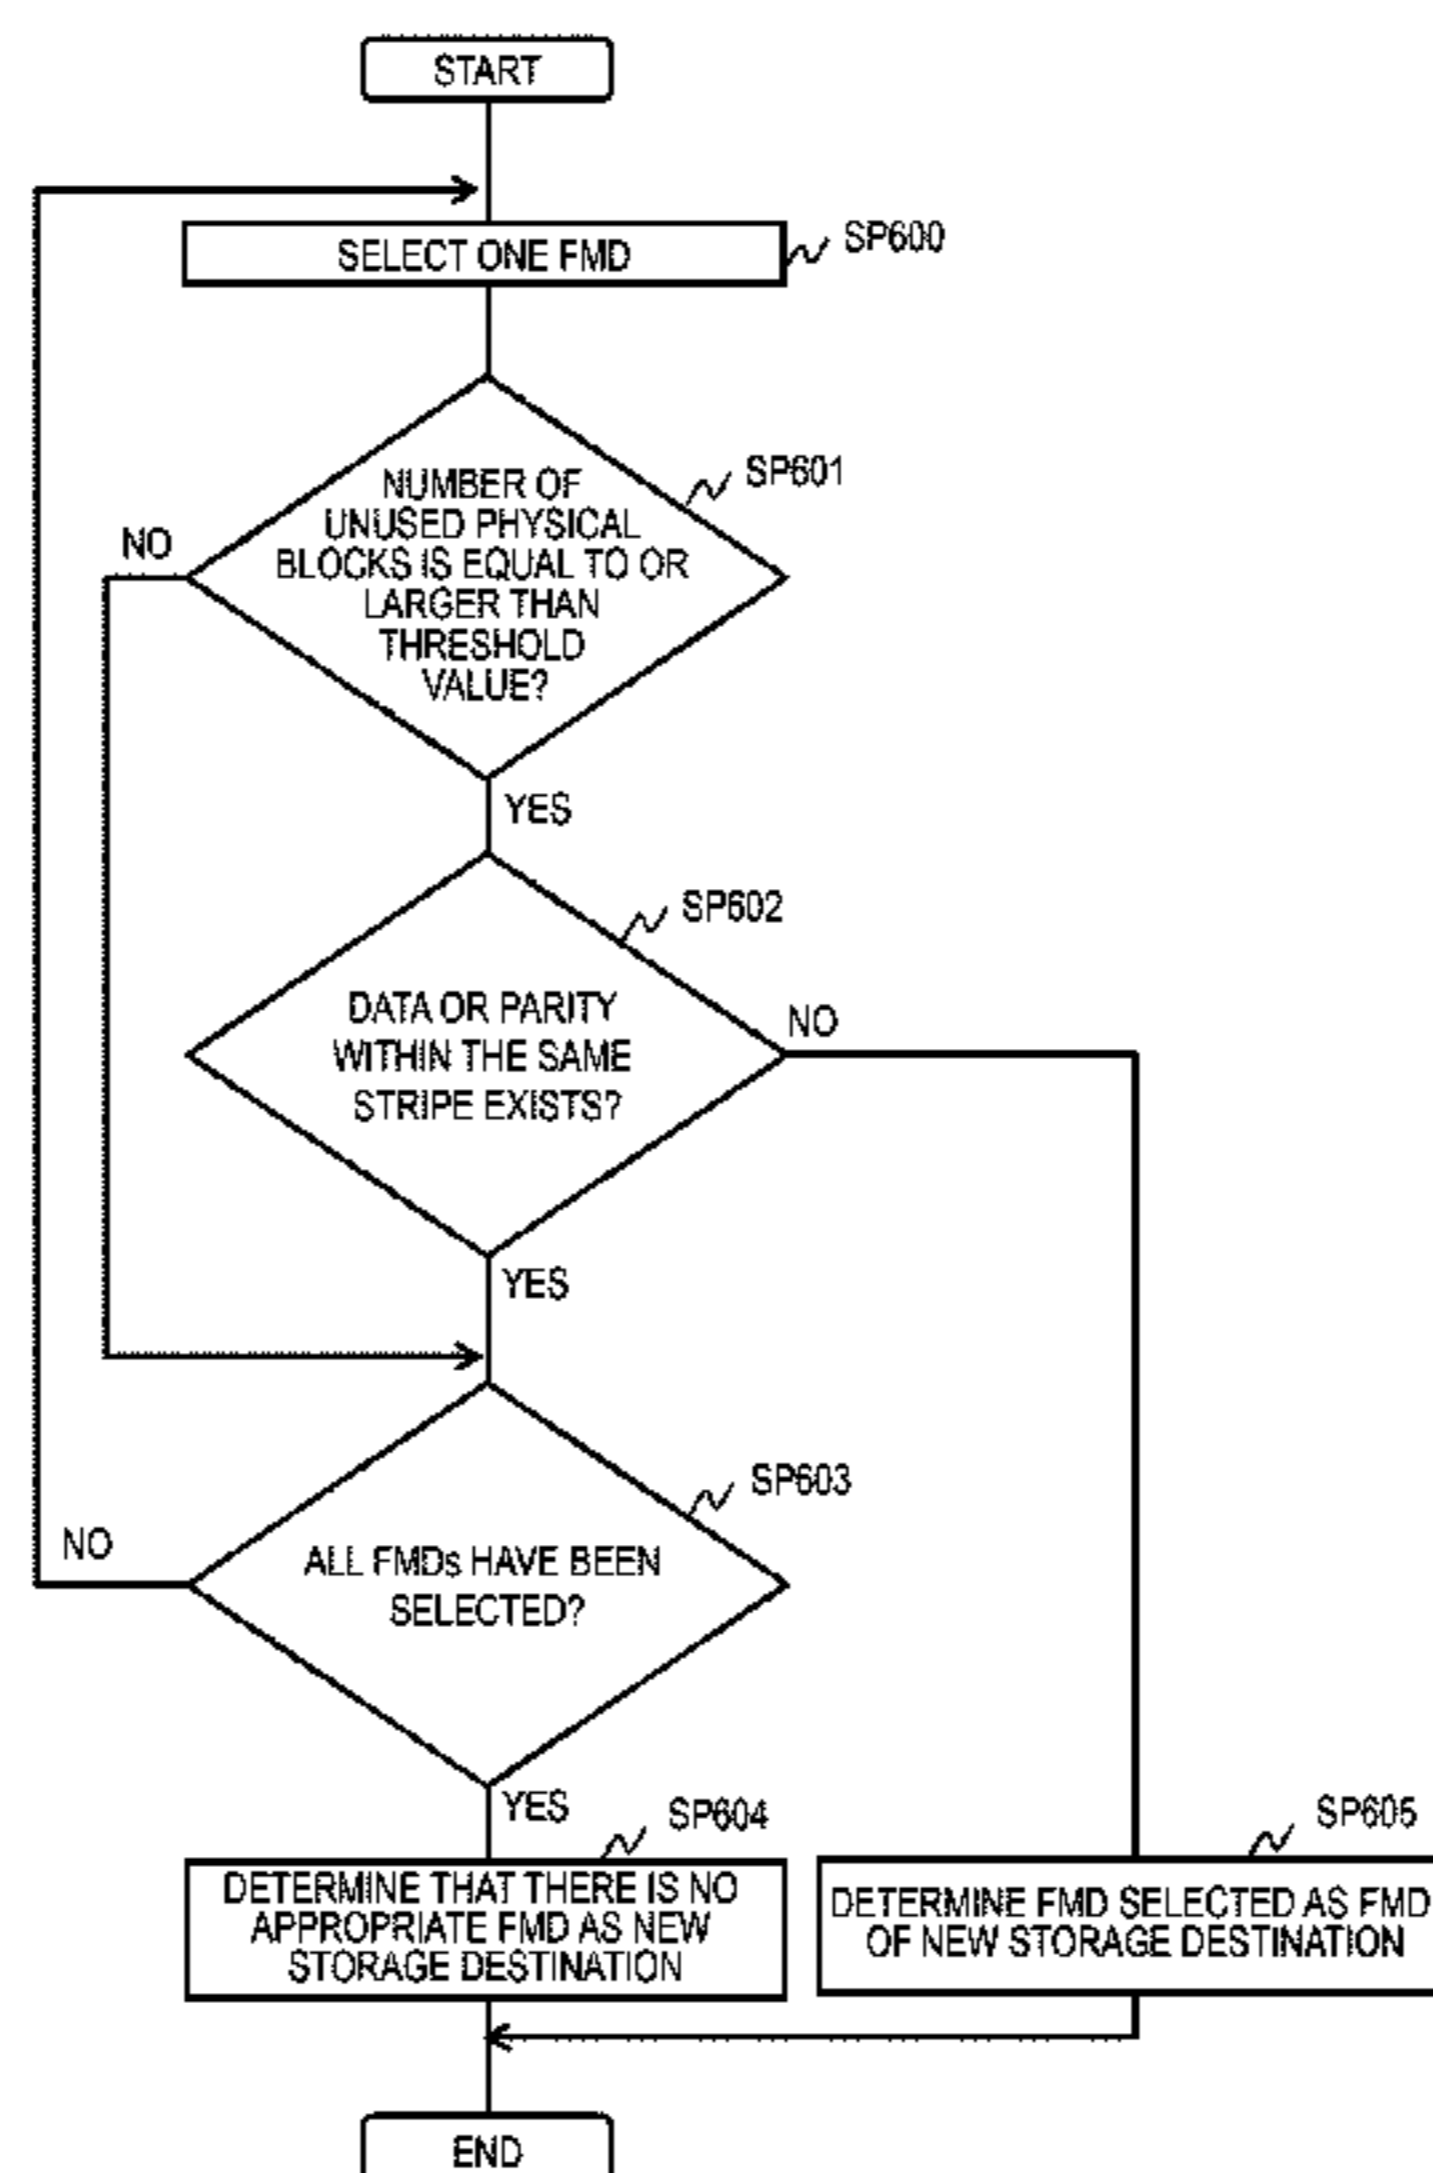 START
SELECT ONE FMD
SP600
NUMBER OF
UNUSED PHYSICAL
BLOCKS IS EQUAL TO OR
LARGER THAN
THRESHOLD
VALUE?
SP601
NO
YES
SP602
DATA OR PARITY
WITHIN THE SAME
STRIPE EXISTS?
NO
YES
SP603
ALL FMDs HAVE BEEN
SELECTED?
NO
YES
SP604
DETERMINE THAT THERE IS NO
APPROPRIATE FMD AS NEW
STORAGE DESTINATION
SP605
DETERMINE FMD SELECTED AS FMD
OF NEW STORAGE DESTINATION
END